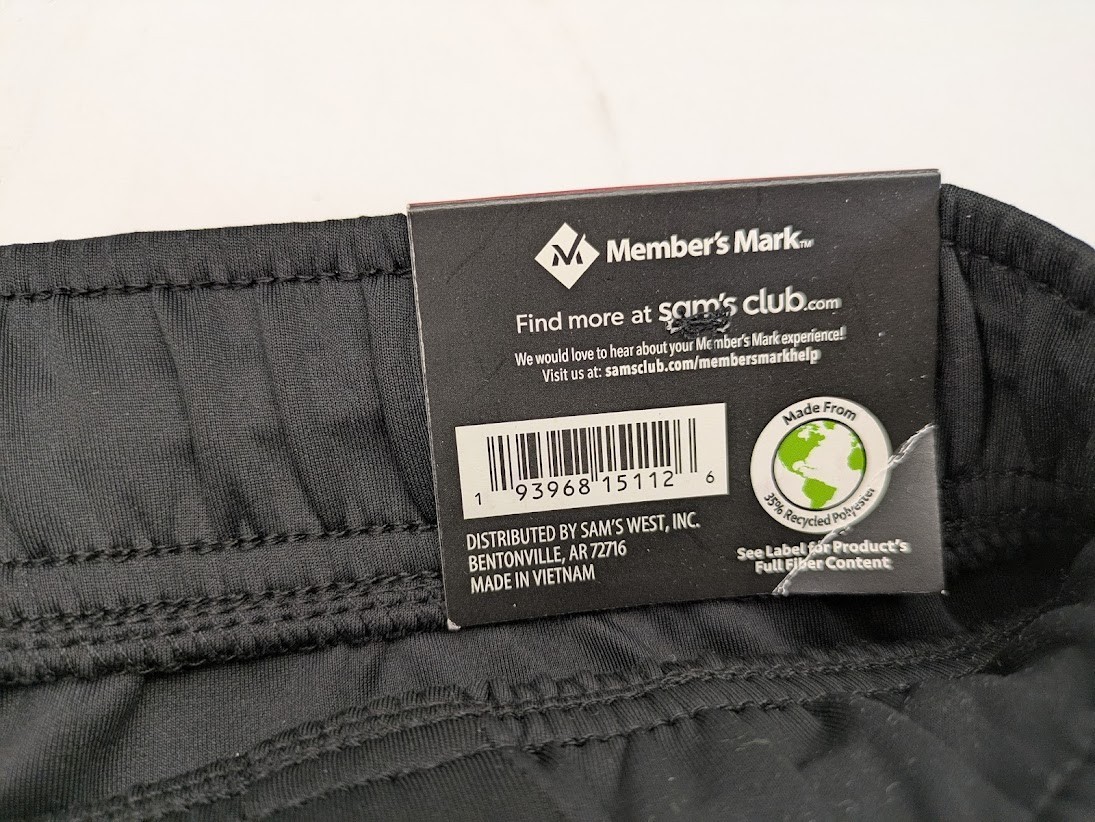 Member's Mark™
Find more at sam's club.com
We would love to hear about your Member's Mark experience!
Visit us at: samsclub.com/membersmarkhelp
1 93968 15112 6
DISTRIBUTED BY SAM'S WEST, INC.
BENTONVILLE, AR 72716
MADE IN VIETNAM
Made From
35% Recycled Polyester
See Label for Product's
Full Fiber Content